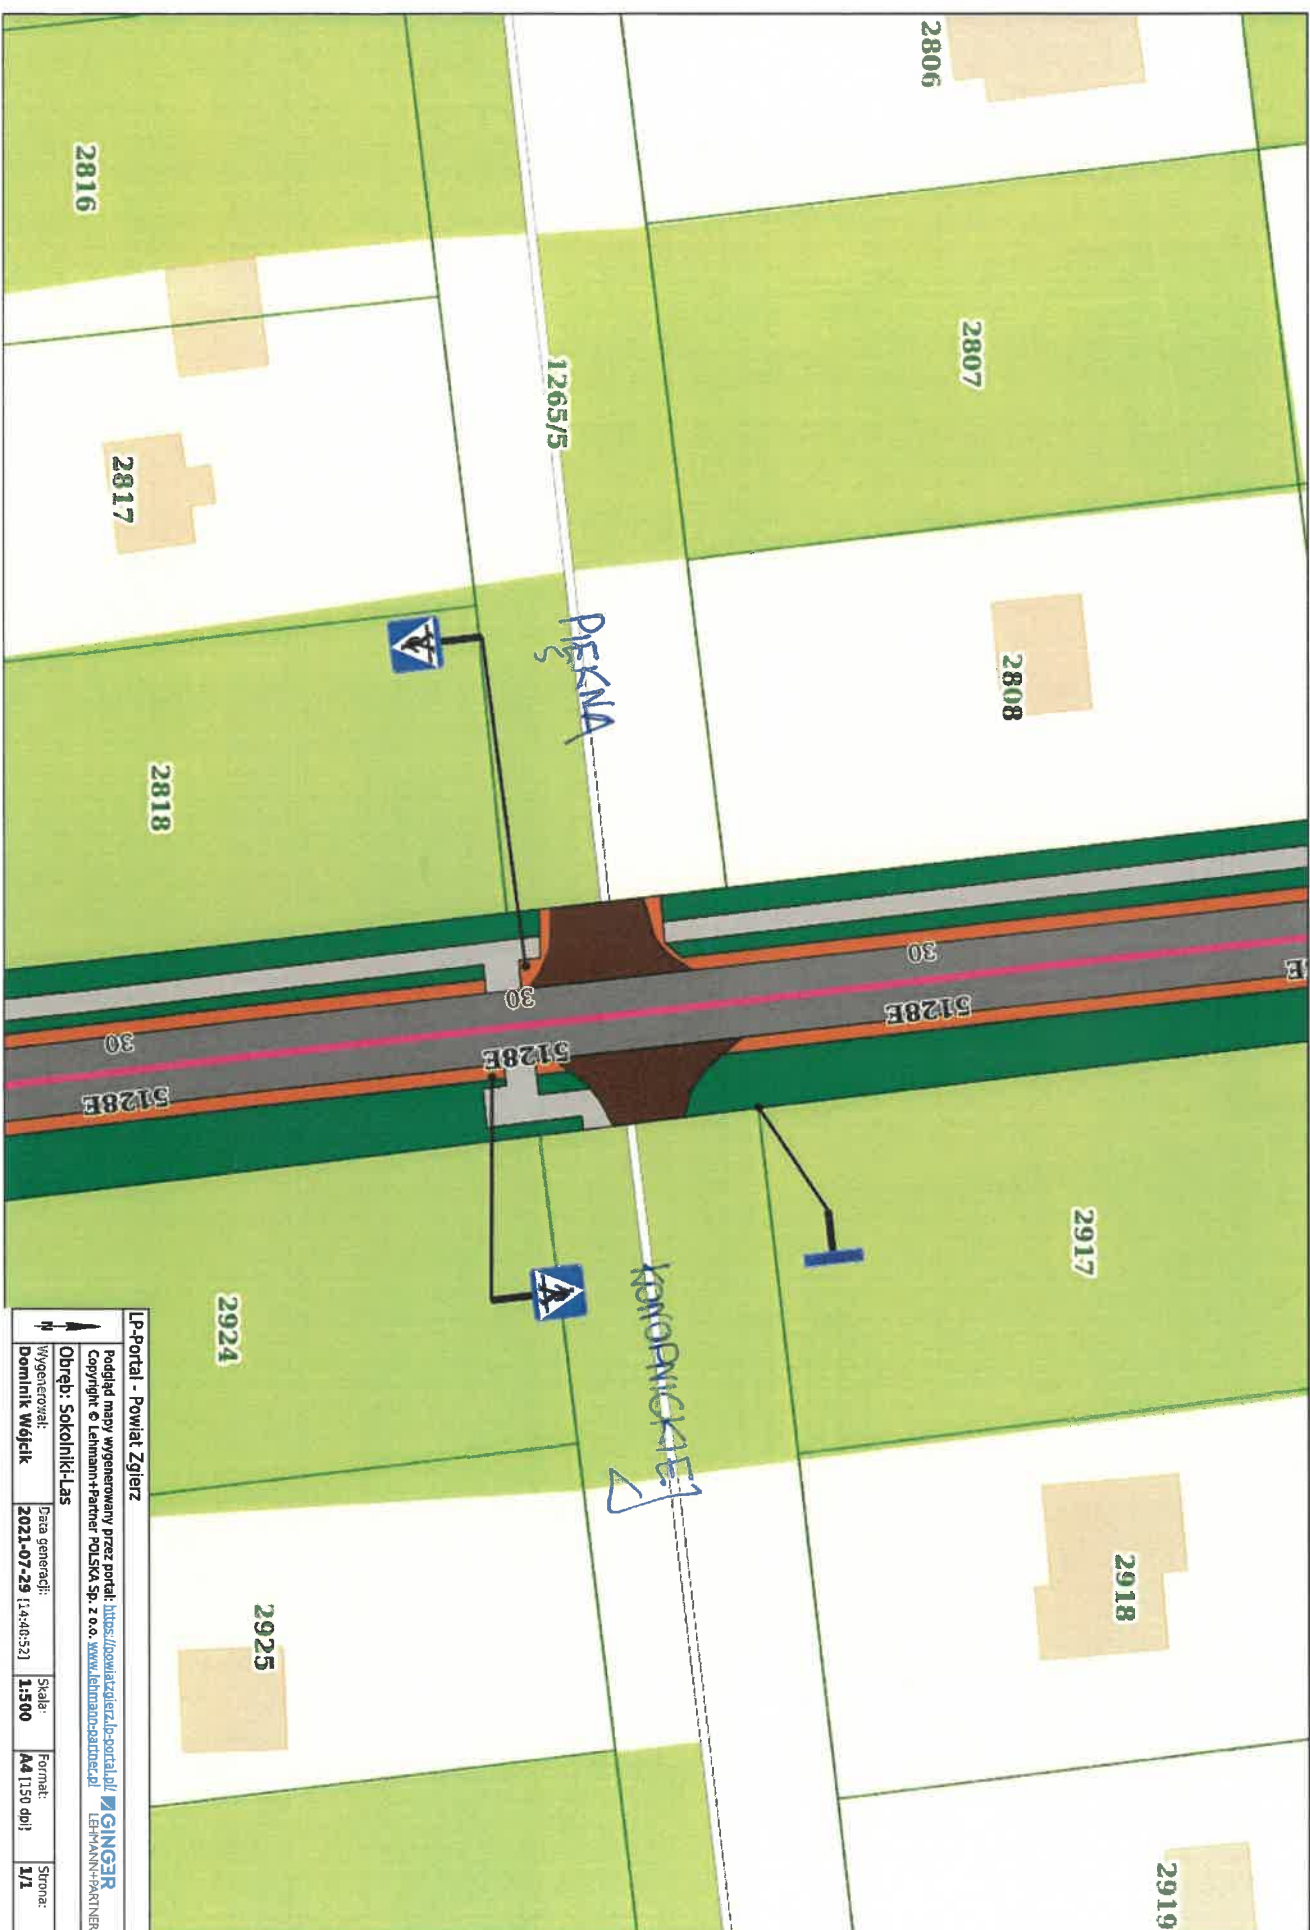 2806
2816
2807
1265/5
2817
2808
PIĘKNA
2818
30
5128E
30
5128E
30
5128E
E
2917
2924
KONOPNICKIEJ
2918
2925
2919
LP-Portal - Powiat Zgierz
Podgląd mapy wygenerowany przez portal: https://powiatzgierz.lp-portal.pl/
Copyright © Lehmann+Partner POLSKA Sp. z o.o. www.lehmann-partner.pl
GINGER
LEHMANN+PARTNER
N
Obręb: Sokolniki-Las
Wygenerował:
Dominik Wójcik
Data generacji:
2021-07-29 [14:40:52]
Skala:
1:500
Format:
A4 [150 dpi]
Strona:
1/1